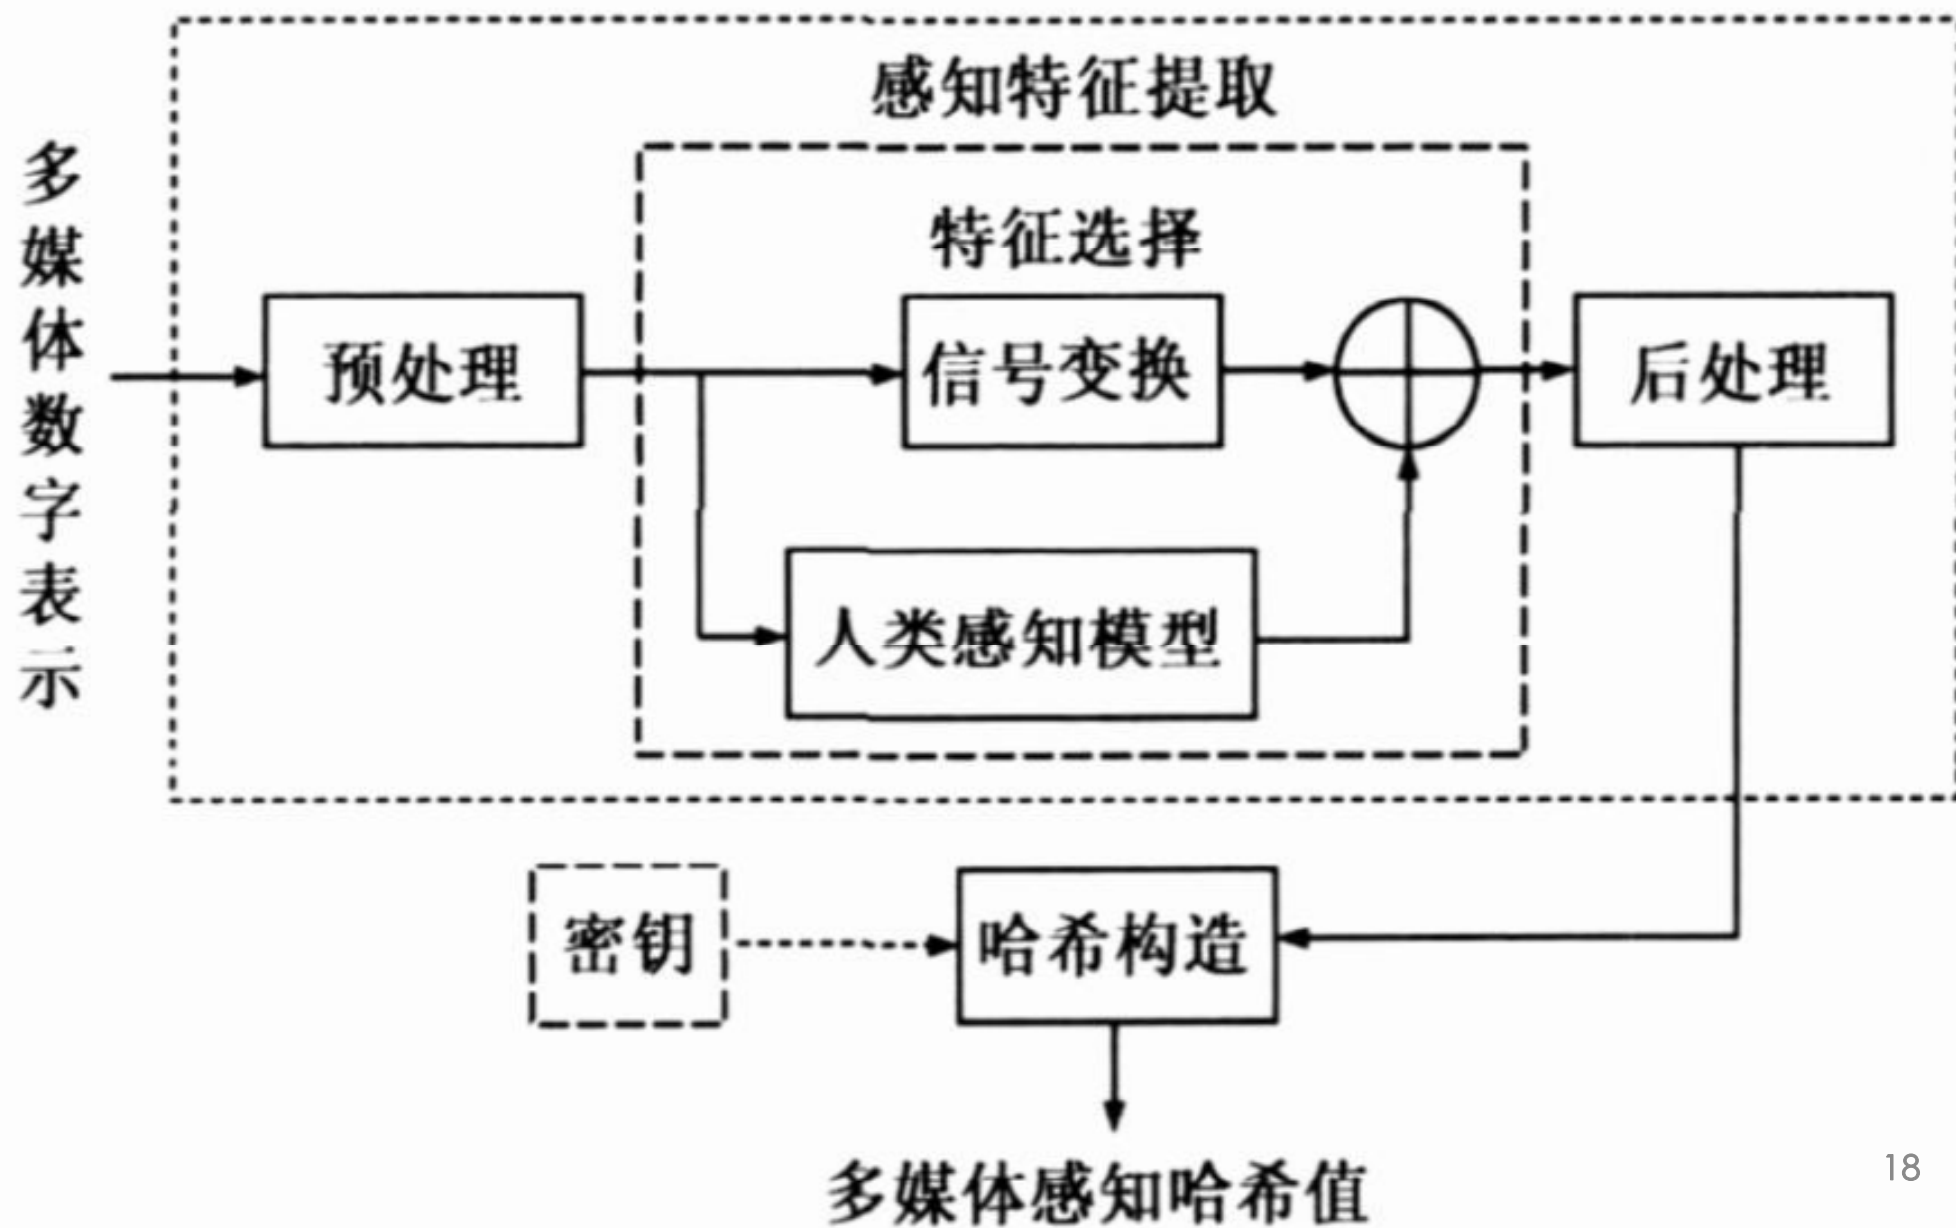 感知特征提取
多媒体数字表示
特征选择
预处理
信号变换
后处理
人类感知模型
密钥
哈希构造
多媒体感知哈希值
18